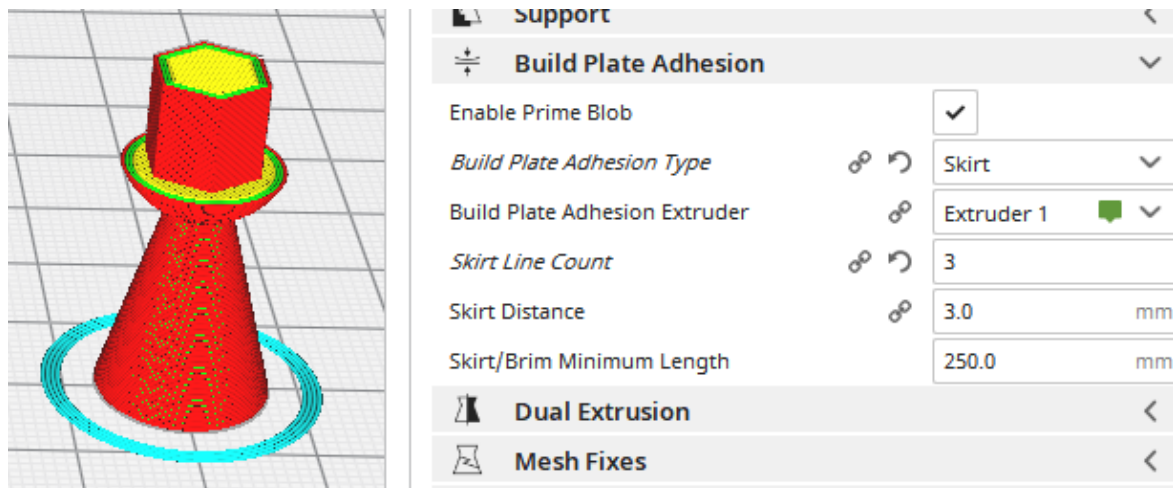 Support
Build Plate Adhesion
Enable Prime Blob
Build Plate Adhesion Type Skirt
Build Plate Adhesion Extruder Extruder 1
Skirt Line Count 3
Skirt Distance 3.0 mm
Skirt/Brim Minimum Length 250.0 mm
Dual Extrusion
Mesh Fixes